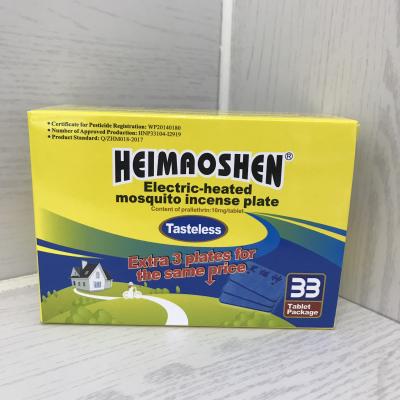 • Certificate for Pesticide Registration: WP20140180
• Number of Approved Production: HNP33104-I2919
• Product Standard: Q/ZHM018-2017
HEIMAOSHEN®
Electric-heated
mosquito incense plate
Content of prallethrin: 10mg/tablet
Tasteless
Extra 3 plates for
the same price
33
Tablet
Package